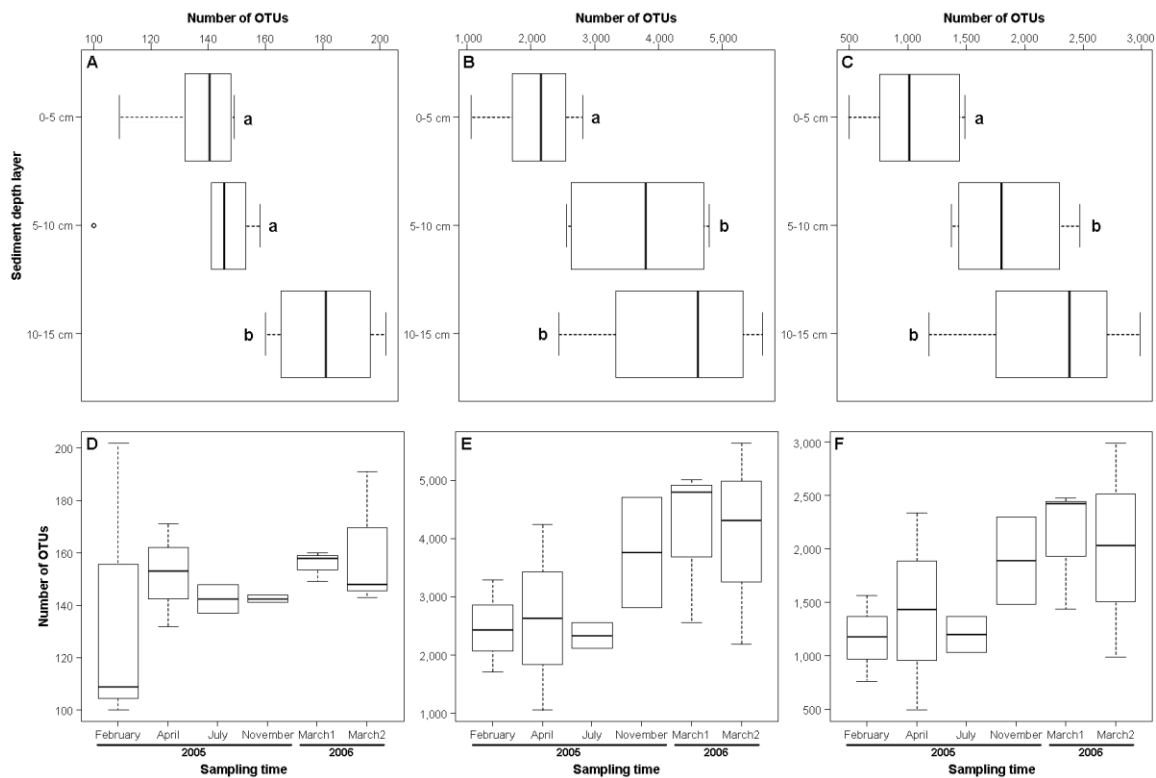 Number of OTUs Number of OTUs Number of OTUs
100 120 140 160 180 200 1,000 2,000 3,000 4,000 5,000 500 1,000 1,500 2,000 2,500 3,000
A B C
0-5 cm a 0-5 cm a 0-5 cm a
5-10 cm a 5-10 cm b 5-10 cm b
10-15 cm b 10-15 cm b 10-15 cm b
Sediment depth layer
D E F
200 180 160 140 120 100
5,000 4,000 3,000 2,000 1,000
3,000 2,500 2,000 1,500 1,000 500
Number of OTUs
February April July November March1 March2 February April July November March1 March2 February April July November March1 March2
2005 2006 2005 2006 2005 2006
Sampling time Sampling time Sampling time